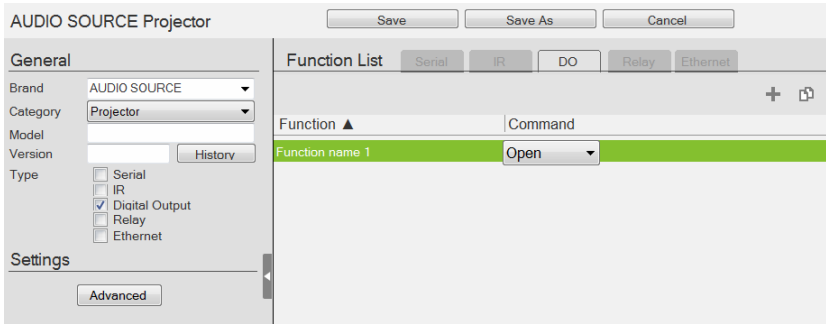 AUDIO SOURCE Projector
Save
Save As
Cancel
General
Brand
AUDIO SOURCE
Category
Projector
Model
Version
History
Type
Serial
IR
Digital Output
Relay
Ethernet
Settings
Advanced
Function List
Serial
IR
DO
Relay
Ethernet
Function ▲
Command
Function name 1
Open